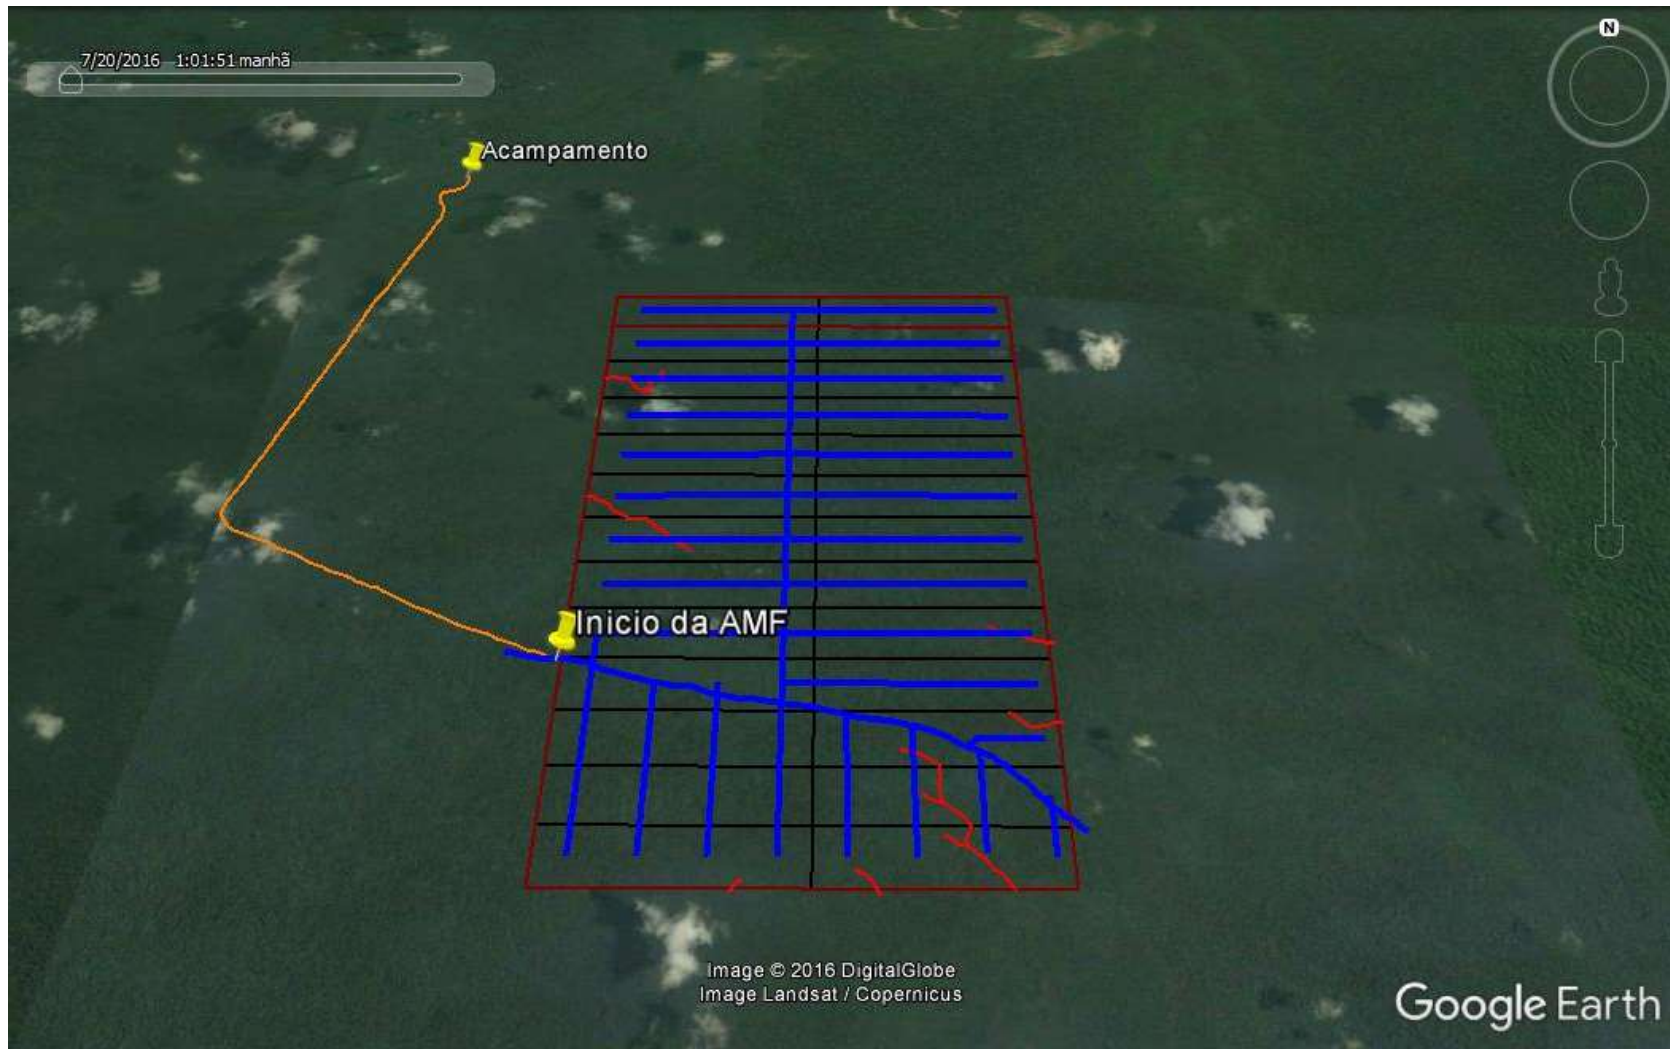 N
7/20/2016 1:01:51 manhã
Acampamento
Inicio da AMF
Image © 2016 DigitalGlobe
Image Landsat / Copernicus
Google Earth